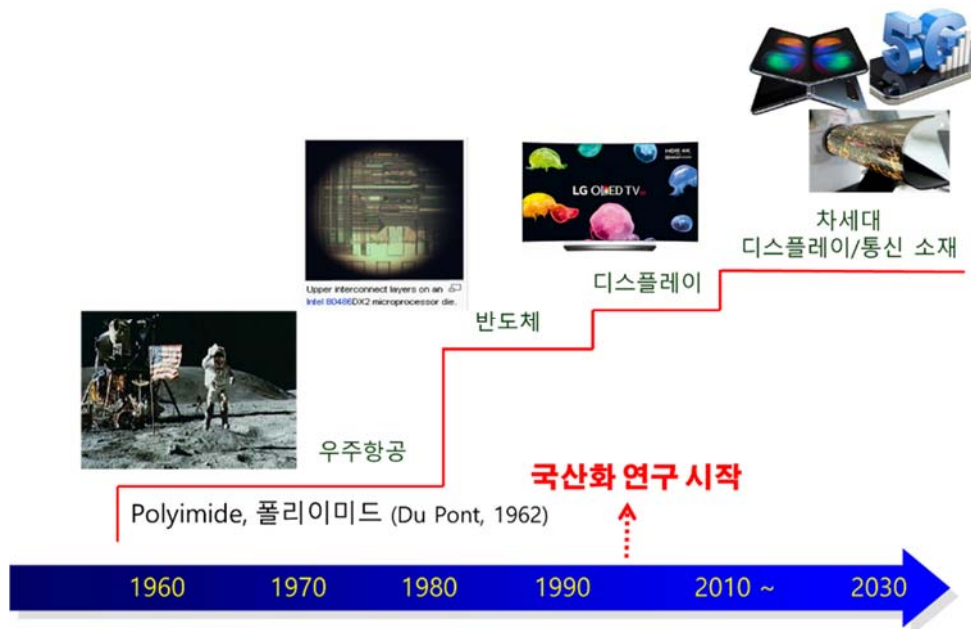 5G
HDR 4K
LG OLED TV
Upper interconnect layers on an
Intel 80486DX2 microprocessor die.
차세대
디스플레이/통신 소재
디스플레이
반도체
우주항공
국산화 연구 시작
Polyimide, 폴리이미드 (Du Pont, 1962)
1960 1970 1980 1990 2010 ~ 2030